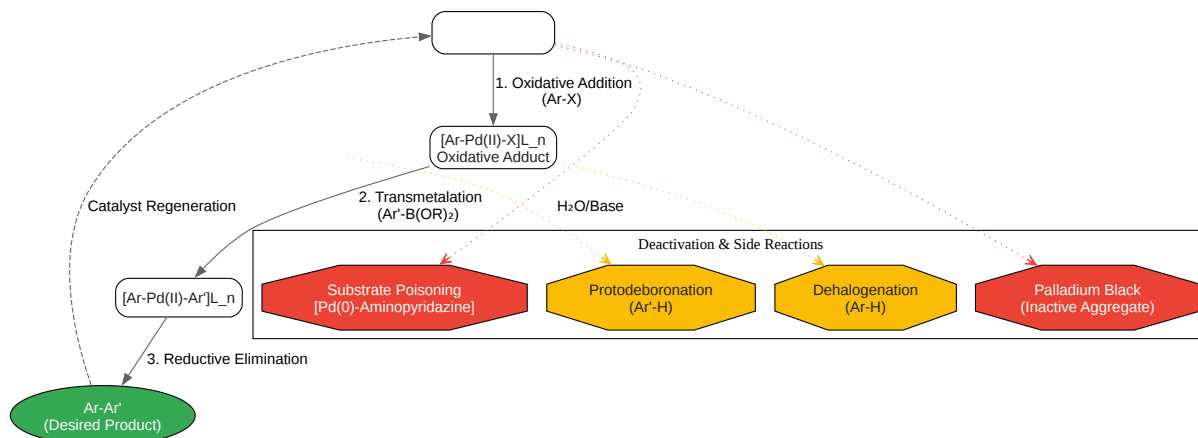 1. Oxidative Addition
(Ar-X)
[Ar-Pd(II)-X]L_n
Oxidative Adduct
Catalyst Regeneration
2. Transmetalation
(Ar'-B(OR)₂)
H₂O/Base
Deactivation & Side Reactions
[Ar-Pd(II)-Ar']L_n
Substrate Poisoning
[Pd(0)-Aminopyridazine]
Protodeboronation
(Ar'-H)
Dehalogenation
(Ar-H)
Palladium Black
(Inactive Aggregate)
3. Reductive Elimination
Ar-Ar'
(Desired Product)